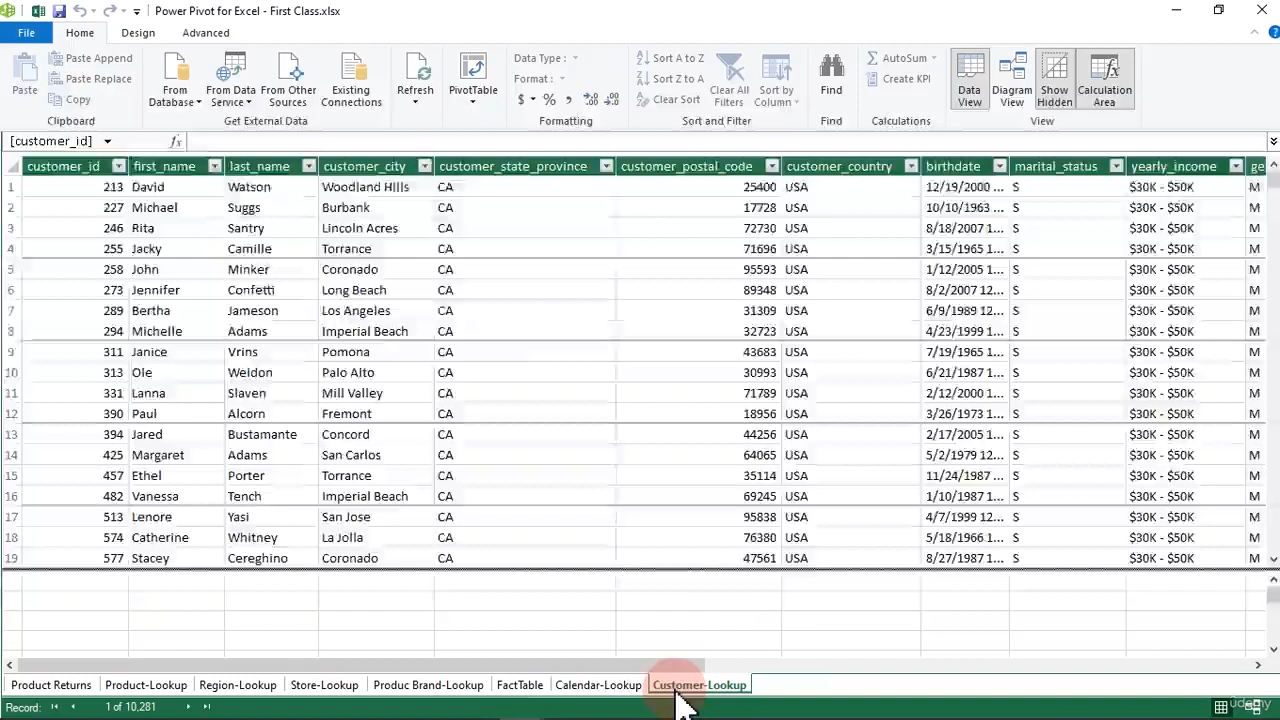 Power Pivot for Excel - First Class.xlsx
File Home Design Advanced
Paste
Paste Append
Paste Replace
Copy
Clipboard
From Database
From Data Service
From Other Sources
Existing Connections
Get External Data
Refresh
PivotTable
Data Type :
Format :
$ % ,
Formatting
Sort A to Z
Sort Z to A
Clear Sort
Clear All Filters
Sort by Column
Sort and Filter
Find
Find
AutoSum
Create KPI
Calculations
Data View
Diagram View
Show Hidden
Calculation Area
View
[customer_id] fx
customer_id first_name last_name customer_city customer_state_province customer_postal_code customer_country birthdate marital_status yearly_income ge
1 213 David Watson Woodland HIlls CA 25400 USA 12/19/2000 ... S $30K - $50K M
2 227 Michael Suggs Burbank CA 17728 USA 10/10/1963 ... S $30K - $50K M
3 246 Rita Santry Lincoln Acres CA 72730 USA 8/18/2007 1... S $30K - $50K M
4 255 Jacky Camille Torrance CA 71696 USA 3/15/1965 1... S $30K - $50K M
5 258 John Minker Coronado CA 95593 USA 1/12/2005 1... S $30K - $50K M
6 273 Jennifer Confetti Long Beach CA 89348 USA 8/2/2007 12... S $30K - $50K M
7 289 Bertha Jameson Los Angeles CA 31309 USA 6/9/1989 12... S $30K - $50K M
8 294 Michelle Adams Imperial Beach CA 32723 USA 4/23/1999 1... S $30K - $50K M
9 311 Janice Vrins Pomona CA 43683 USA 7/19/1965 1... S $30K - $50K M
10 313 Ole Weldon Palo Alto CA 30993 USA 6/21/1987 1... S $30K - $50K M
11 331 Lanna Slaven Mill Valley CA 71789 USA 2/12/2000 1... S $30K - $50K M
12 390 Paul Alcorn Fremont CA 18956 USA 3/26/1973 1... S $30K - $50K M
13 394 Jared Bustamante Concord CA 44256 USA 2/17/2005 1... S $30K - $50K M
14 425 Margaret Adams San Carlos CA 64065 USA 5/2/1979 12... S $30K - $50K M
15 457 Ethel Porter Torrance CA 35114 USA 11/24/1987 ... S $30K - $50K M
16 482 Vanessa Tench Imperial Beach CA 69245 USA 1/10/1987 1... S $30K - $50K M
17 513 Lenore Yasi San Jose CA 95838 USA 4/7/1999 12... S $30K - $50K M
18 574 Catherine Whitney La Jolla CA 76380 USA 5/18/1966 1... S $30K - $50K M
19 577 Stacey Cereghino Coronado CA 47561 USA 8/27/1987 1... S $30K - $50K M
Product Returns Product-Lookup Region-Lookup Store-Lookup Produc Brand-Lookup FactTable Calendar-Lookup Customer-Lookup
Record: 1 of 10,281
ûdemy